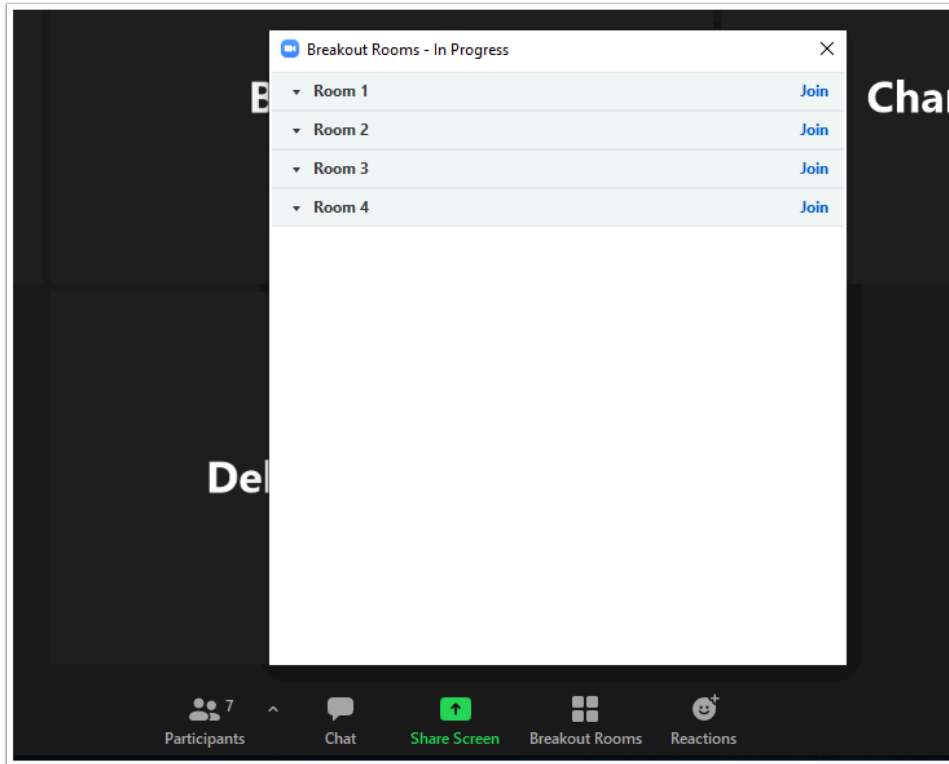 Breakout Rooms - In Progress
Room 1 Join
Room 2 Join
Room 3 Join
Room 4 Join
7
Participants Chat Share Screen Breakout Rooms Reactions